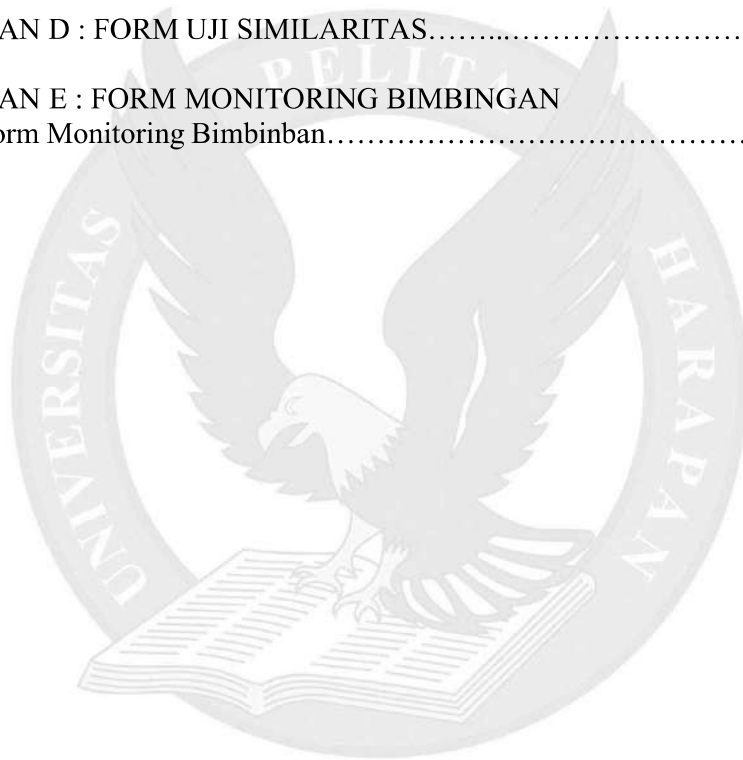 AN D : FORM UJI SIMILARITAS……...……………………
AN E : FORM MONITORING BIMBINGAN
orm Monitoring Bimbinban……………………………………
UNIVERSITAS PELITA HARAPAN